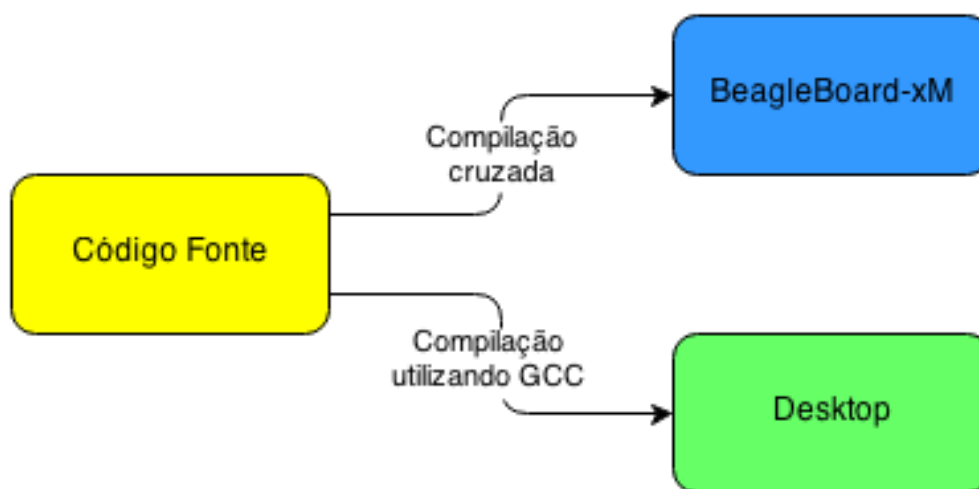 BeagleBoard-xM
Compilação
cruzada
Código Fonte
Compilação
utilizando GCC
Desktop